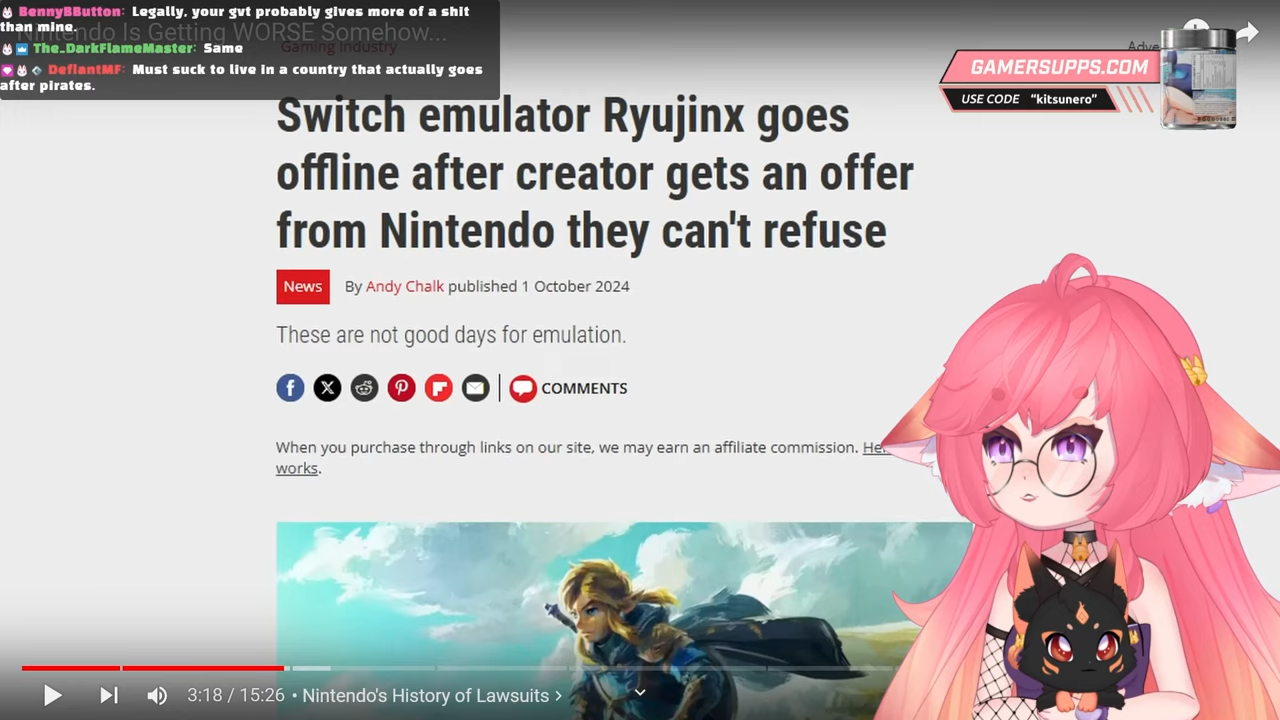 BennyBButton: Legally, your gvt probably gives more of a shit
than mine.
Nintendo Is Getting WORSE Somehow...
The_DarkFlameMaster: Same
Gaming Industry
DefiantMF: Must suck to live in a country that actually goes
after pirates.
Adve
GAMERSUPPS.COM
USE CODE "kitsunero"
Switch emulator Ryujinx goes
offline after creator gets an offer
from Nintendo they can't refuse
News
By Andy Chalk published 1 October 2024
These are not good days for emulation.
COMMENTS
When you purchase through links on our site, we may earn an affiliate commission. He
works.
3:18 / 15:26 • Nintendo's History of Lawsuits >